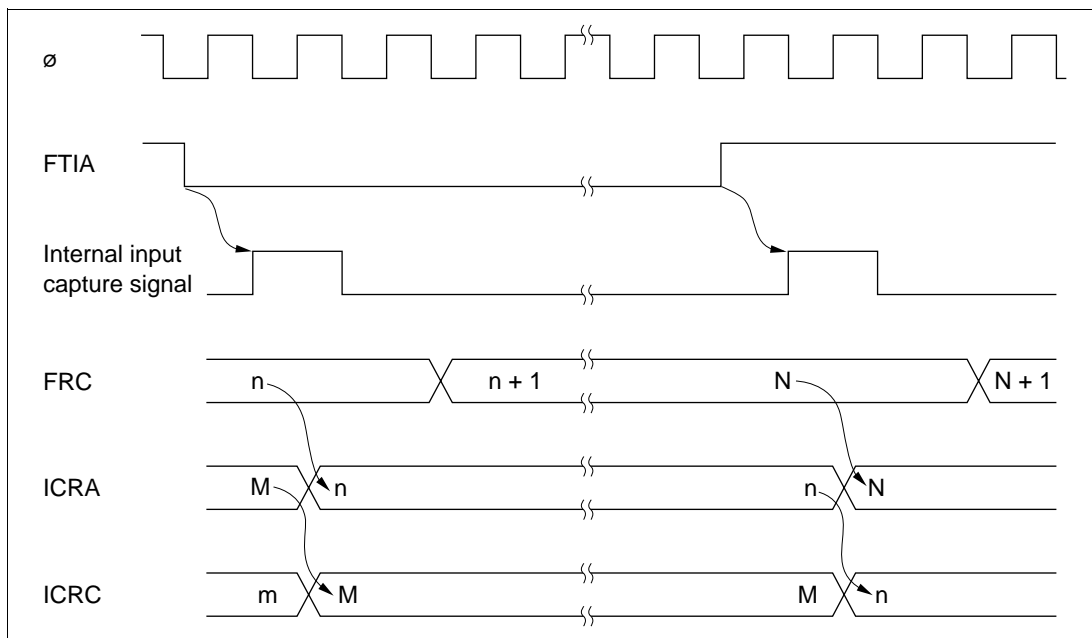 ø
FTIA
Internal input
capture signal
FRC n n + 1 N N + 1
ICRA M n n N
ICRC m M M n